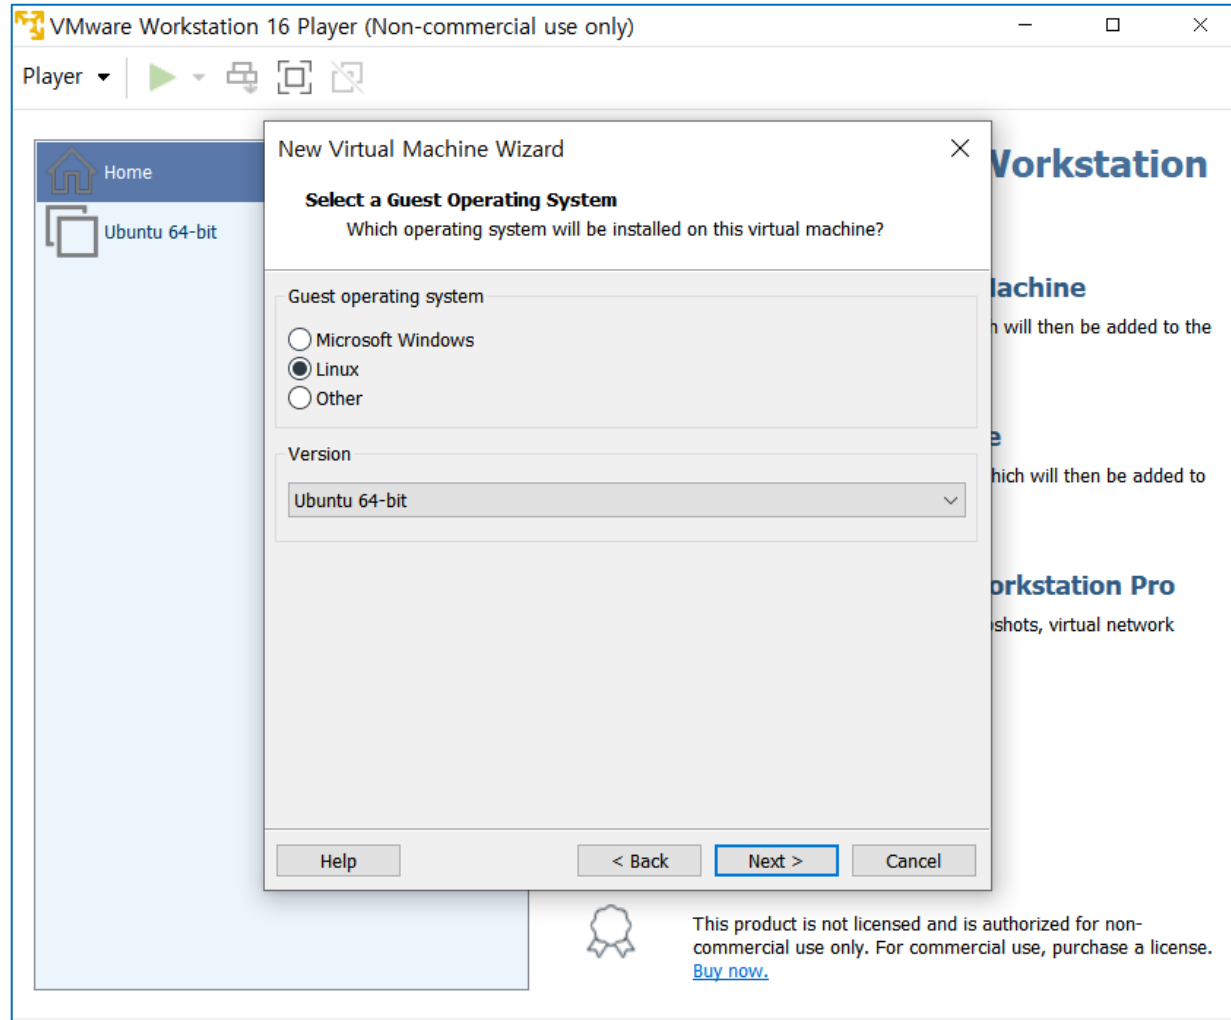 VMware Workstation 16 Player (Non-commercial use only)
Player
Home
Ubuntu 64-bit
New Virtual Machine Wizard
Select a Guest Operating System
Which operating system will be installed on this virtual machine?
Guest operating system
Microsoft Windows
Linux
Other
Version
Ubuntu 64-bit
Help
< Back
Next >
Cancel
Workstation
achine
will then be added to the
e
hich will then be added to
orkstation Pro
shots, virtual network
This product is not licensed and is authorized for non-
commercial use only. For commercial use, purchase a license.
Buy now.